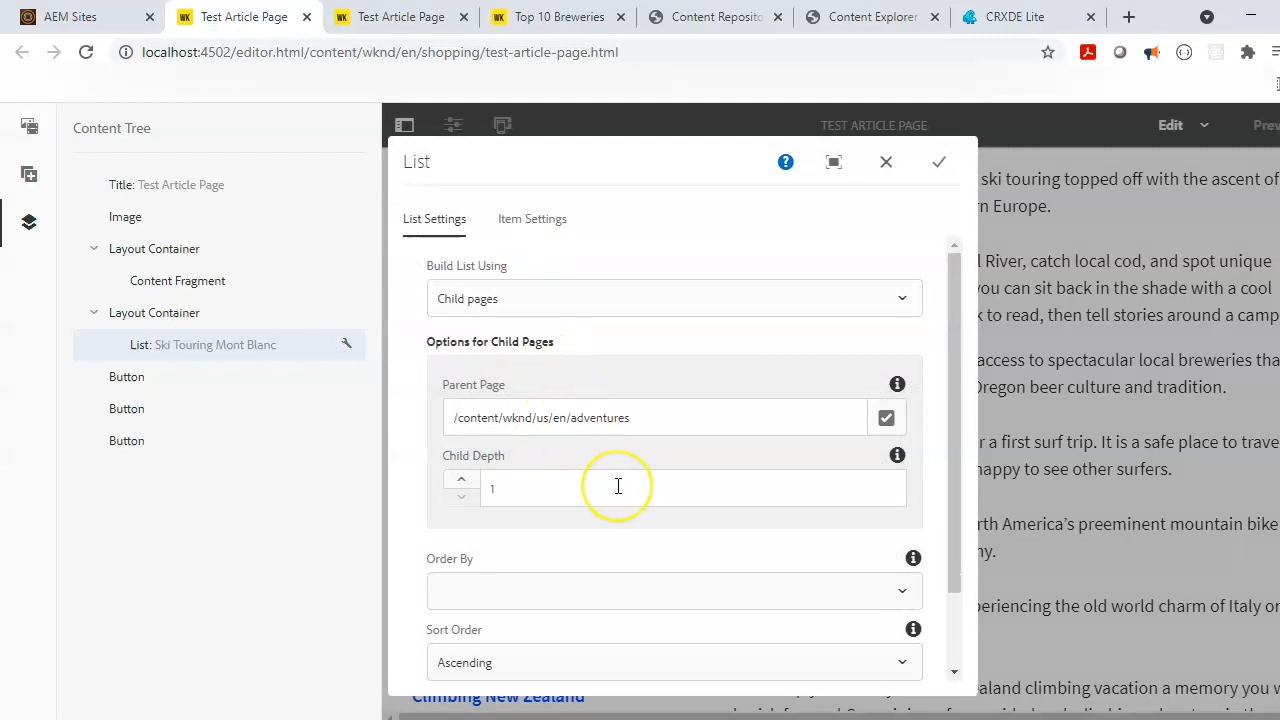 AEM Sites
Test Article Page
Test Article Page
Top 10 Breweries
Content Reposito
Content Explorer
CRXDE Lite
localhost:4502/editor.html/content/wknd/en/shopping/test-article-page.html
Content Tree
TEST ARTICLE PAGE
Edit
Prev
Title: Test Article Page
Image
Layout Container
Content Fragment
Layout Container
List: Ski Touring Mont Blanc
Button
Button
Button
List
List Settings
Item Settings
Build List Using
Child pages
Options for Child Pages
Parent Page
/content/wknd/us/en/adventures
Child Depth
1
Order By
Sort Order
Ascending
ski touring topped off with the ascent of
rn Europe.
l River, catch local cod, and spot unique
you can sit back in the shade with a cool
k to read, then tell stories around a camp
access to spectacular local breweries tha
Oregon beer culture and tradition.
r a first surf trip. It is a safe place to trave
happy to see other surfers.
rth America's preeminent mountain bike
ny.
periencing the old world charm of Italy or
Climbing New Zealand
aland climbing vacation a memory you w